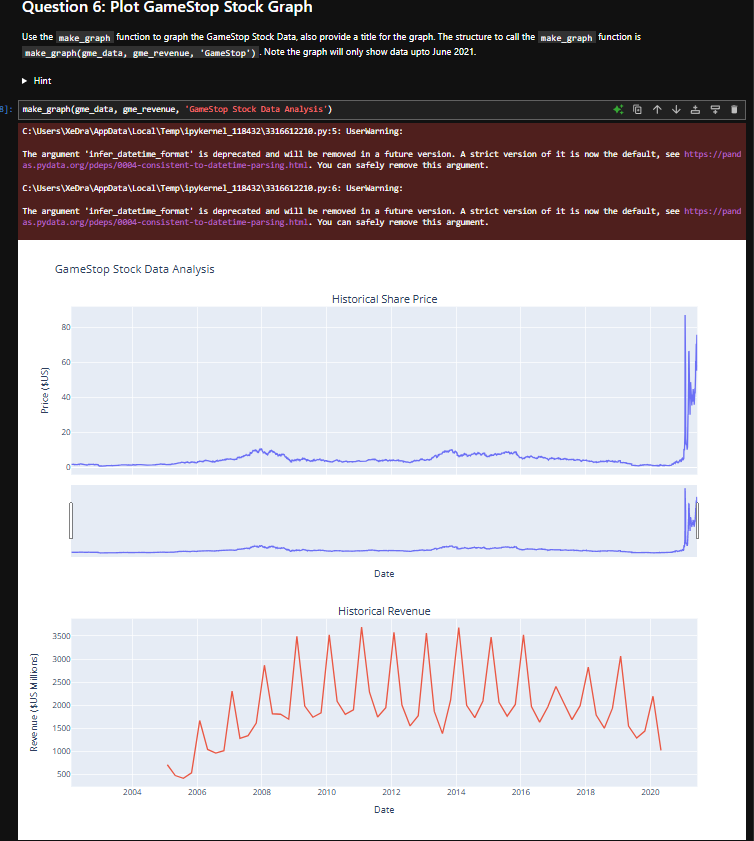 Question 6: Plot GameStop Stock Graph
Use the make_graph function to graph the GameStop Stock Data, also provide a title for the graph. The structure to call the make_graph function is
make_graph(gme_data, gme_revenue, 'GameStop') . Note the graph will only show data upto June 2021.
Hint
8]:
make_graph(gme_data, gme_revenue, 'GameStop Stock Data Analysis')
C:\Users\XeDra\AppData\Local\Temp\ipykernel_118432\3316612210.py:5: UserWarning:
The argument 'infer_datetime_format' is deprecated and will be removed in a future version. A strict version of it is now the default, see https://pand
as.pydata.org/pdeps/0004-consistent-to-datetime-parsing.html. You can safely remove this argument.
C:\Users\XeDra\AppData\Local\Temp\ipykernel_118432\3316612210.py:6: UserWarning:
The argument 'infer_datetime_format' is deprecated and will be removed in a future version. A strict version of it is now the default, see https://pand
as.pydata.org/pdeps/0004-consistent-to-datetime-parsing.html. You can safely remove this argument.
GameStop Stock Data Analysis
Historical Share Price
Price ($US)
80
60
40
20
0
Date
Historical Revenue
Revenue ($US Millions)
3500
3000
2500
2000
1500
1000
500
2004 2006 2008 2010 2012 2014 2016 2018 2020
Date